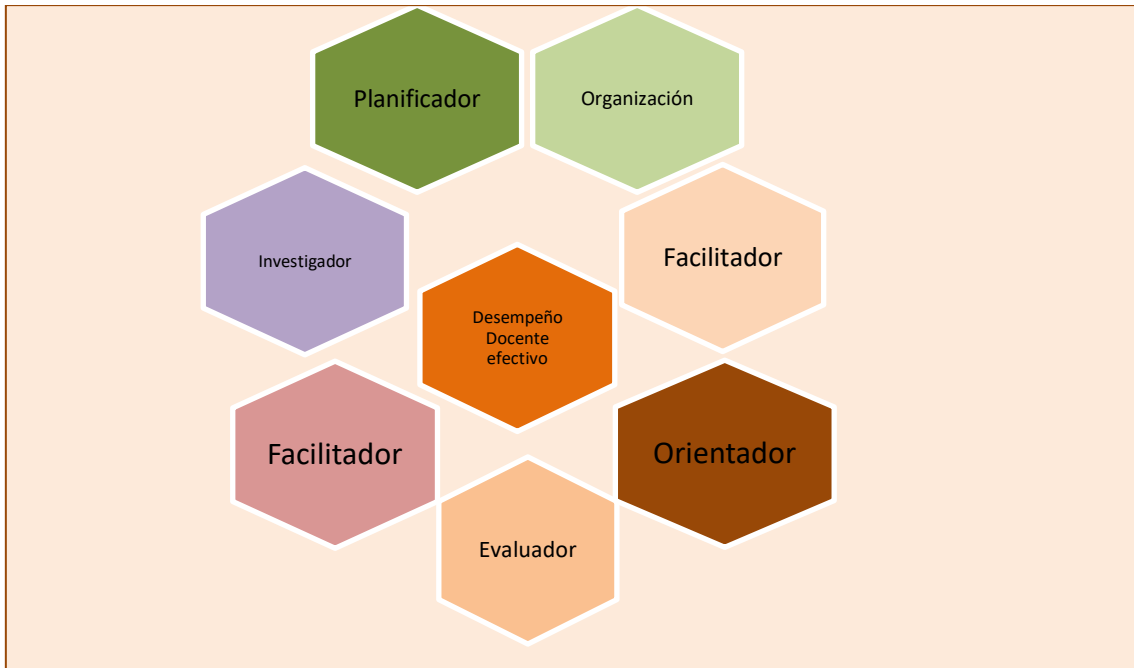 Planificador
Organización
Investigador
Facilitador
Desempeño
Docente
efectivo
Facilitador
Orientador
Evaluador